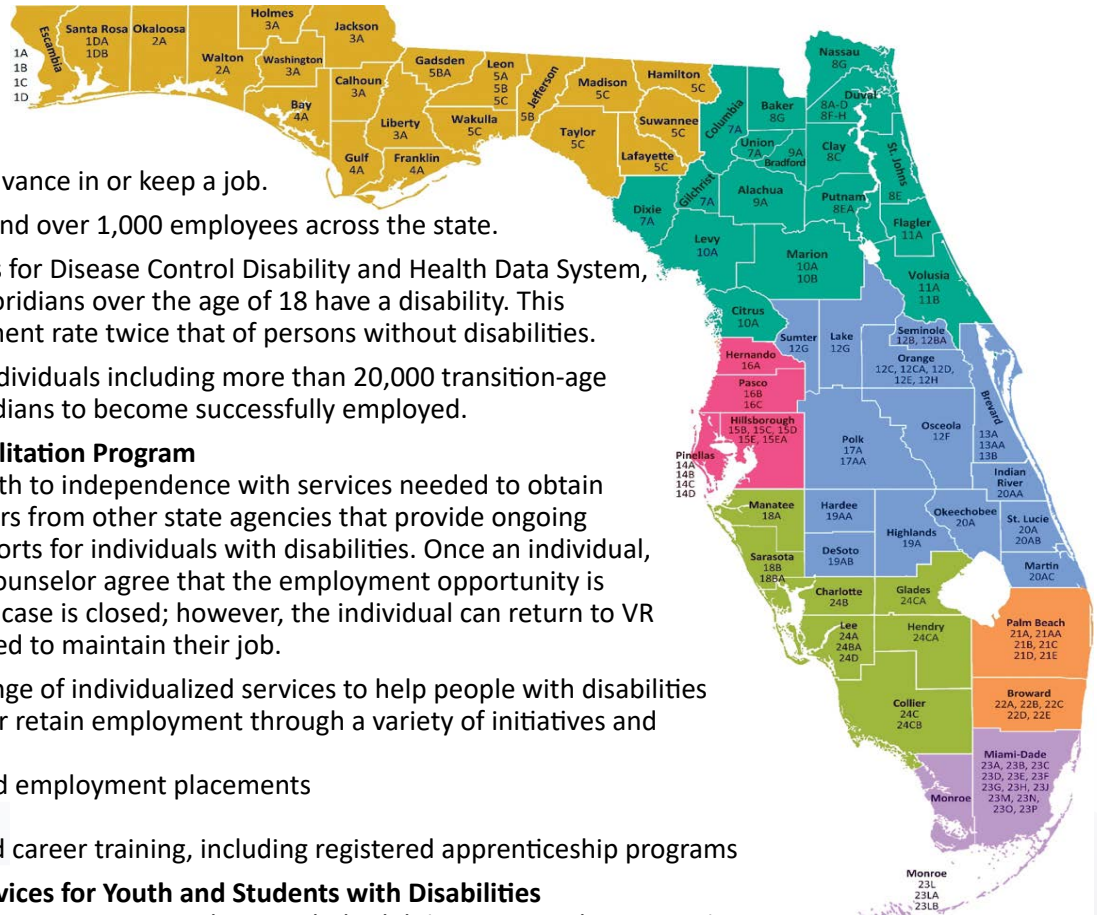 Escambia
1A
1B
1C
1D
Santa Rosa
1DA
1DB
Okaloosa
2A
Walton
2A
Holmes
3A
Washington
3A
Bay
4A
Jackson
3A
Calhoun
3A
Gulf
4A
Liberty
3A
Franklin
4A
Gadsden
5BA
Leon
5A
5B
5C
Wakulla
5C
Jefferson
5B
Madison
5C
Taylor
5C
Hamilton
5C
Suwannee
5C
Lafayette
5C
Columbia
7A
Baker
8G
Nassau
8G
Duval
8A-D
8F-H
Union
7A
9A
Bradford
Clay
8C
St. Johns
8E
Dixie
7A
Gilchrist
7A
Alachua
9A
Putnam
8EA
Flagler
11A
Levy
10A
Marion
10A
10B
Volusia
11A
11B
Citrus
10A
Sumter
12G
Lake
12G
Seminole
12B, 12BA
Orange
12C, 12CA, 12D,
12E, 12H
Hernando
16A
Pasco
16B
16C
Hillsborough
15B, 15C, 15D
15E, 15EA
Pinellas
14A
14B
14C
14D
Polk
17A
17AA
Osceola
12F
Brevard
13A
13AA
13B
Indian
River
20AA
Manatee
18A
Hardee
19AA
Highlands
19A
Okeechobee
20A
St. Lucie
20A
20AB
Sarasota
18B
18BA
DeSoto
19AB
Martin
20AC
Charlotte
24B
Glades
24CA
Lee
24A
24BA
24D
Hendry
24CA
Palm Beach
21A, 21AA
21B, 21C
21D, 21E
Collier
24C
24CB
Broward
22A, 22B, 22C
22D, 22E
Miami-Dade
23A, 23B, 23C
23D, 23E, 23F
23G, 23H, 23J
23M, 23N,
23O, 23P
Monroe
Monroe
23L
23LA
23LB
vance in or keep a job.
nd over 1,000 employees across the state.
s for Disease Control Disability and Health Data System,
oridians over the age of 18 have a disability. This
ment rate twice that of persons without disabilities.
dividuals including more than 20,000 transition-age
dians to become successfully employed.
litation Program
th to independence with services needed to obtain
rs from other state agencies that provide ongoing
orts for individuals with disabilities. Once an individual,
ounselor agree that the employment opportunity is
case is closed; however, the individual can return to VR
ed to maintain their job.
nge of individualized services to help people with disabilities
r retain employment through a variety of initiatives and
d employment placements
d career training, including registered apprenticeship programs
vices for Youth and Students with Disabilities